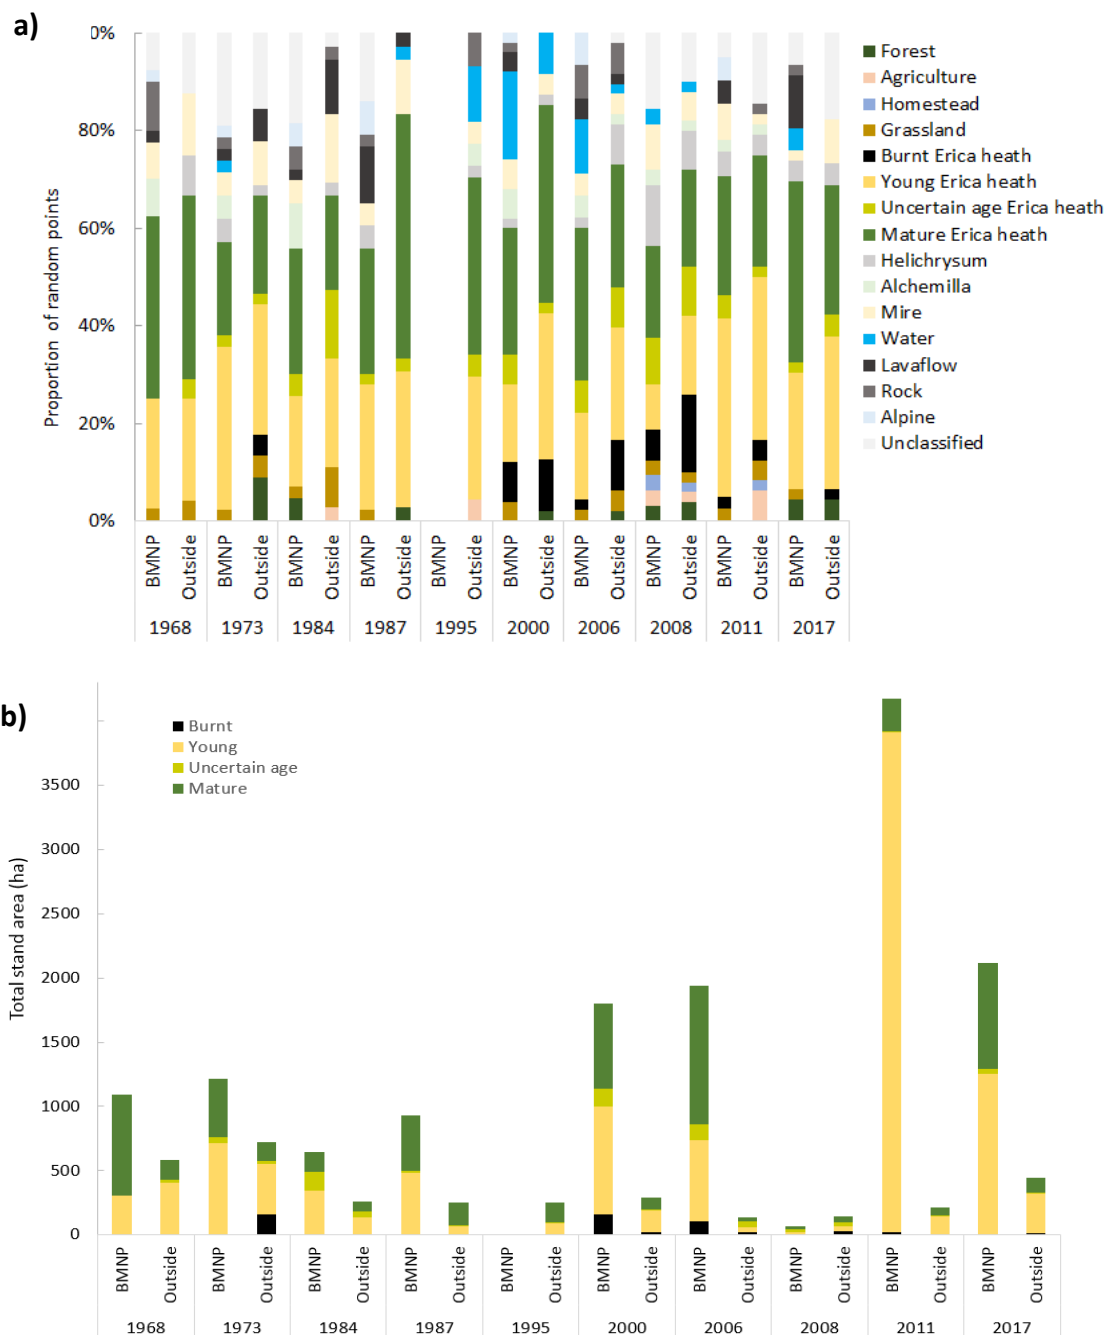 a)
0%
80%
60%
40%
20%
0%
Proportion of random points
BMNP Outside BMNP Outside BMNP Outside BMNP Outside BMNP Outside BMNP Outside BMNP Outside BMNP Outside BMNP Outside BMNP Outside
1968 1973 1984 1987 1995 2000 2006 2008 2011 2017
Forest
Agriculture
Homestead
Grassland
Burnt Erica heath
Young Erica heath
Uncertain age Erica heath
Mature Erica heath
Helichrysum
Alchemilla
Mire
Water
Lavaflow
Rock
Alpine
Unclassified
b)
Burnt
Young
Uncertain age
Mature
3500
3000
2500
2000
1500
1000
500
0
Total stand area (ha)
BMNP Outside BMNP Outside BMNP Outside BMNP Outside BMNP Outside BMNP Outside BMNP Outside BMNP Outside BMNP Outside BMNP Outside
1968 1973 1984 1987 1995 2000 2006 2008 2011 2017